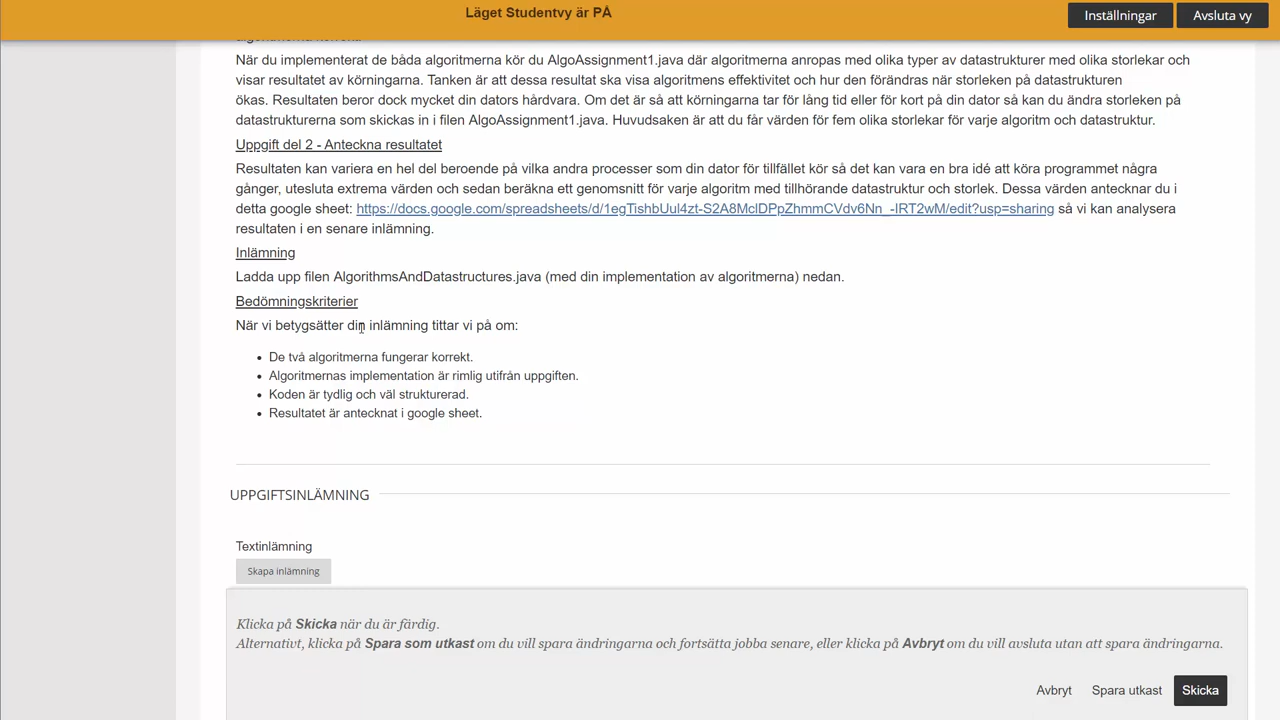 Läget Studentvy är PÅ
Inställningar
Avsluta vy
När du implementerat de båda algoritmerna kör du AlgoAssignment1.java där algoritmerna anropas med olika typer av datastrukturer med olika storlekar och
visar resultatet av körningarna. Tanken är att dessa resultat ska visa algoritmens effektivitet och hur den förändras när storleken på datastrukturen
ökas. Resultaten beror dock mycket din dators hårdvara. Om det är så att körningarna tar för lång tid eller för kort på din dator så kan du ändra storleken på
datastrukturerna som skickas in i filen AlgoAssignment1.java. Huvudsaken är att du får värden för fem olika storlekar för varje algoritm och datastruktur.
Uppgift del 2 - Anteckna resultatet
Resultaten kan variera en hel del beroende på vilka andra processer som din dator för tillfället kör så det kan vara en bra idé att köra programmet några
gånger, utesluta extrema värden och sedan beräkna ett genomsnitt för varje algoritm med tillhörande datastruktur och storlek. Dessa värden antecknar du i
detta google sheet: https://docs.google.com/spreadsheets/d/1egTishbUul4zt-S2A8MclDPpZhmmCVdv6Nn_-IRT2wM/edit?usp=sharing så vi kan analysera
resultaten i en senare inlämning.
Inlämning
Ladda upp filen AlgorithmsAndDatastructures.java (med din implementation av algoritmerna) nedan.
Bedömningskriterier
När vi betygsätter din inlämning tittar vi på om:
• De två algoritmerna fungerar korrekt.
• Algoritmernas implementation är rimlig utifrån uppgiften.
• Koden är tydlig och väl strukturerad.
• Resultatet är antecknat i google sheet.
UPPGIFTSINLÄMNING
Textinlämning
Skapa inlämning
Klicka på Skicka när du är färdig.
Alternativt, klicka på Spara som utkast om du vill spara ändringarna och fortsätta jobba senare, eller klicka på Avbryt om du vill avsluta utan att spara ändringarna.
Avbryt
Spara utkast
Skicka